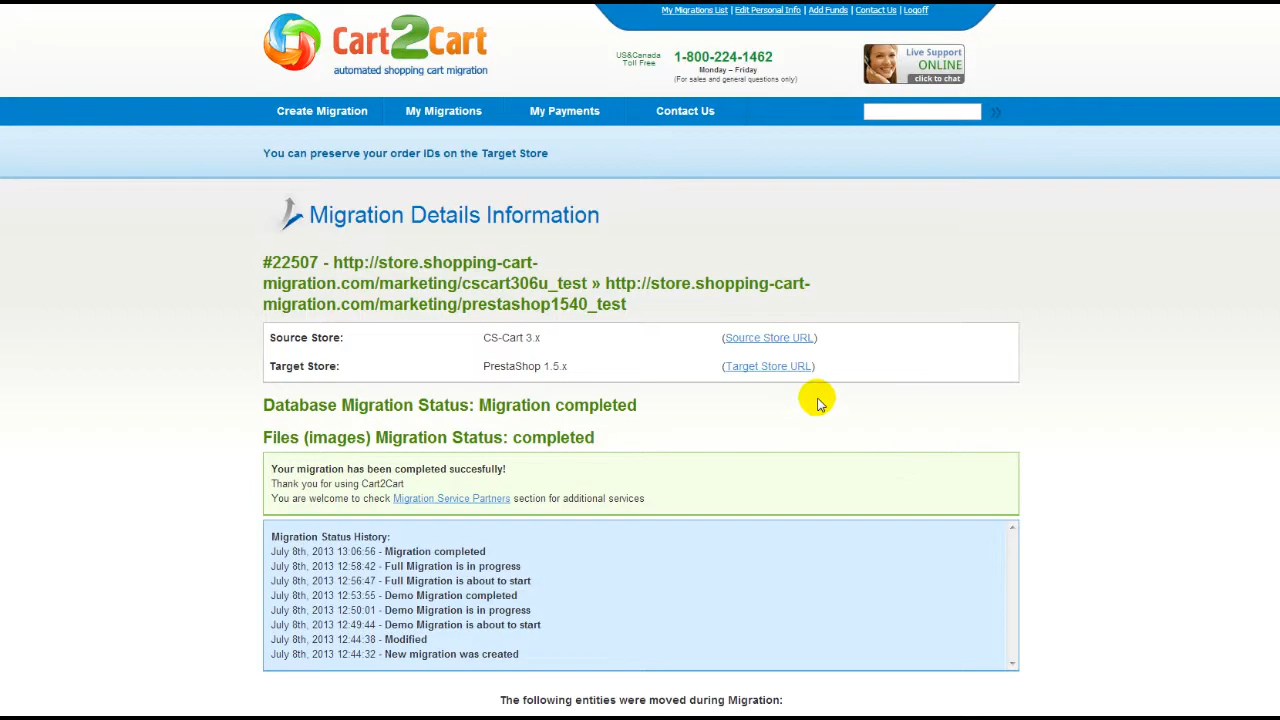 My Migrations List | Edit Personal Info | Add Funds | Contact Us | Logoff
Cart2Cart
automated shopping cart migration
US&Canada
Toll Free
1-800-224-1462
Monday – Friday
(For sales and general questions only)
Live Support
ONLINE
click to chat
Create Migration
My Migrations
My Payments
Contact Us
»
You can preserve your order IDs on the Target Store
Migration Details Information
#22507 - http://store.shopping-cart-
migration.com/marketing/cscart306u_test » http://store.shopping-cart-
migration.com/marketing/prestashop1540_test
Source Store: CS-Cart 3.x (Source Store URL)
Target Store: PrestaShop 1.5.x (Target Store URL)
Database Migration Status: Migration completed
Files (images) Migration Status: completed
Your migration has been completed succesfully!
Thank you for using Cart2Cart
You are welcome to check Migration Service Partners section for additional services
Migration Status History:
July 8th, 2013 13:06:56 - Migration completed
July 8th, 2013 12:58:42 - Full Migration is in progress
July 8th, 2013 12:56:47 - Full Migration is about to start
July 8th, 2013 12:53:55 - Demo Migration completed
July 8th, 2013 12:50:01 - Demo Migration is in progress
July 8th, 2013 12:49:44 - Demo Migration is about to start
July 8th, 2013 12:44:38 - Modified
July 8th, 2013 12:44:32 - New migration was created
The following entities were moved during Migration: